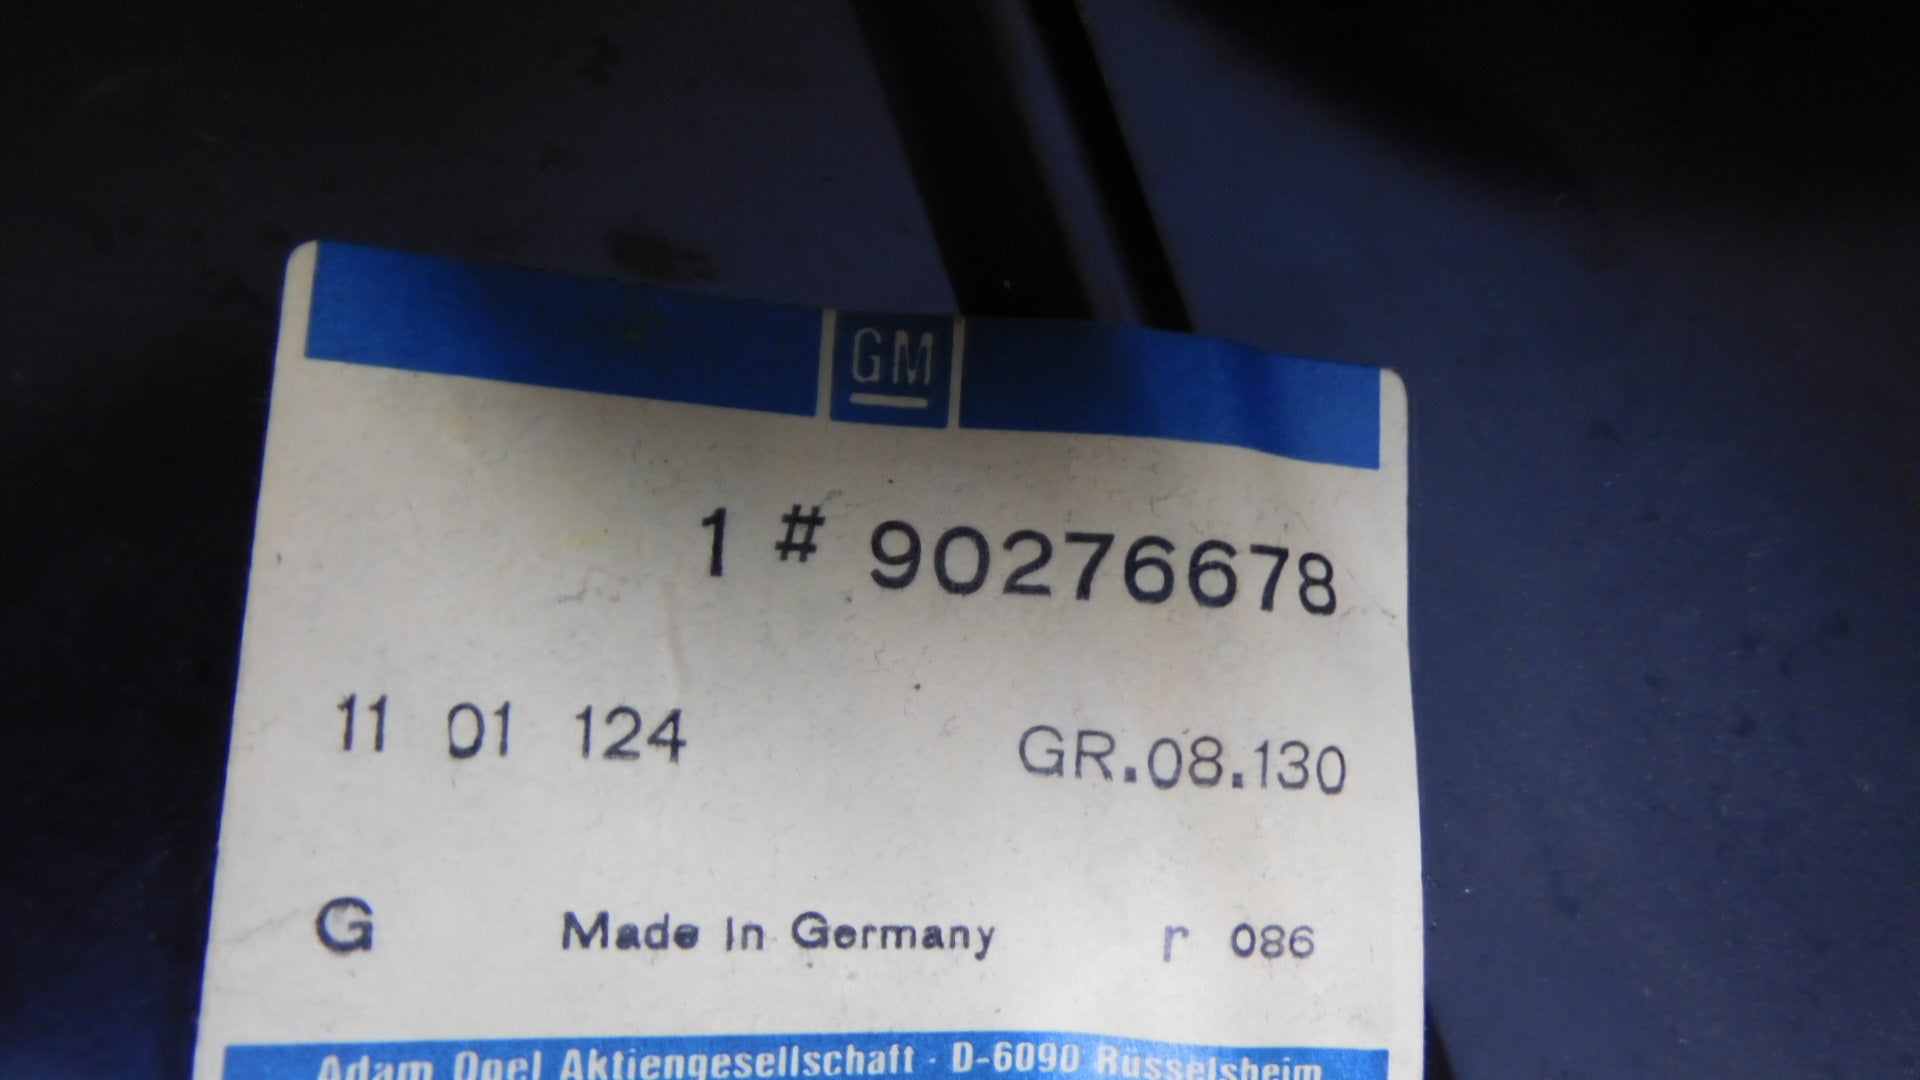 GM
1 # 90276678
11 01 124 GR.08.130
G Made in Germany r 086
Adam Opel Aktiengesellschaft · D-6090 Rüsselsheim